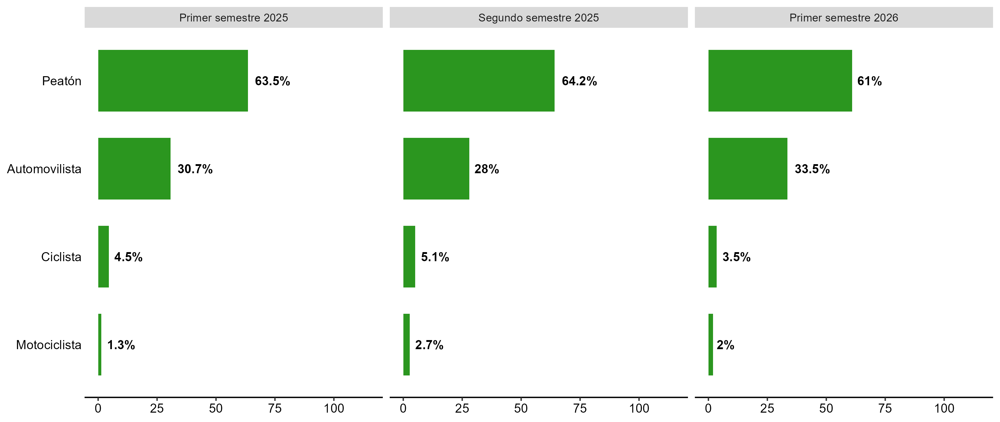 Primer semestre 2025 Segundo semestre 2025 Primer semestre 2026
Peatón 63.5% 64.2% 61%
Automovilista 30.7% 28% 33.5%
Ciclista 4.5% 5.1% 3.5%
Motociclista 1.3% 2.7% 2%
0 25 50 75 100 0 25 50 75 100 0 25 50 75 100